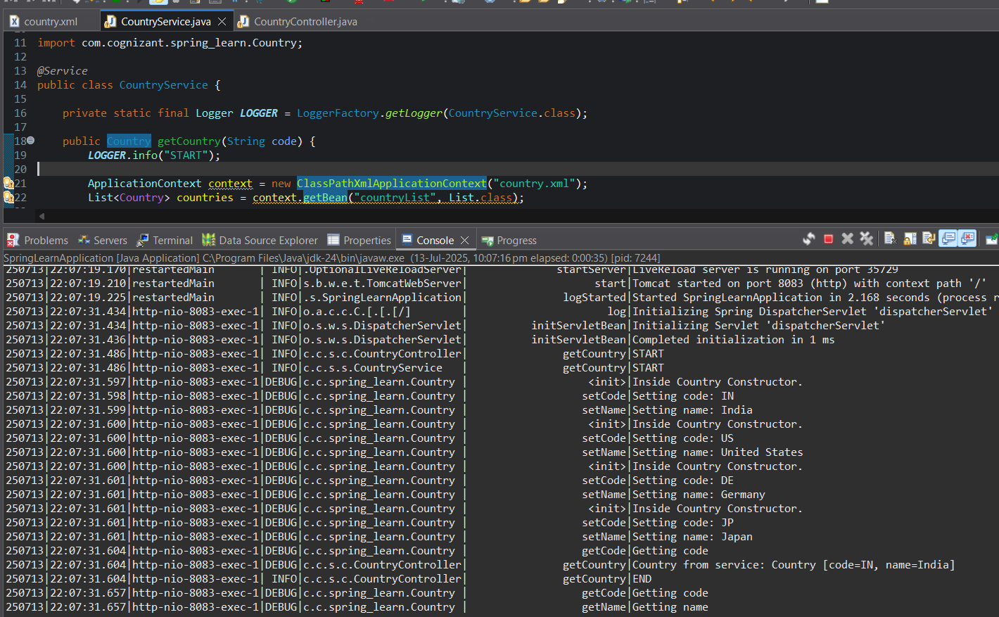 country.xml CountryService.java CountryController.java
11 import com.cognizant.spring_learn.Country;
12
13 @Service
14 public class CountryService {
15
16 private static final Logger LOGGER = LoggerFactory.getLogger(CountryService.class);
17
18 public Country getCountry(String code) {
19 LOGGER.info("START");
20
21 ApplicationContext context = new ClassPathXmlApplicationContext("country.xml");
22 List<Country> countries = context.getBean("countryList", List.class);
Problems Servers Terminal Data Source Explorer Properties Console Progress
SpringLearnApplication [Java Application] C:\Program Files\Java\jdk-24\bin\javaw.exe (13-Jul-2025, 10:07:16 pm elapsed: 0:00:35) [pid: 7244]
250713|22:07:19.170|restartedMain | INFO|.OptionalLiveReloadServer| startServer|LiveReload server is running on port 35729
250713|22:07:19.210|restartedMain | INFO|s.b.w.e.t.TomcatWebServer| start|Tomcat started on port 8083 (http) with context path '/'
250713|22:07:19.225|restartedMain | INFO|.s.SpringLearnApplication| logStarted|Started SpringLearnApplication in 2.168 seconds (process r
250713|22:07:31.434|http-nio-8083-exec-1| INFO|o.a.c.c.C.[.[.[/] | log|Initializing Spring DispatcherServlet 'dispatcherServlet'
250713|22:07:31.434|http-nio-8083-exec-1| INFO|o.s.w.s.DispatcherServlet| initServletBean|Initializing Servlet 'dispatcherServlet'
250713|22:07:31.436|http-nio-8083-exec-1| INFO|o.s.w.s.DispatcherServlet| initServletBean|Completed initialization in 1 ms
250713|22:07:31.486|http-nio-8083-exec-1| INFO|c.c.s.c.CountryController| getCountry|START
250713|22:07:31.486|http-nio-8083-exec-1| INFO|c.c.s.s.CountryService | getCountry|START
250713|22:07:31.597|http-nio-8083-exec-1|DEBUG|c.c.spring_learn.Country | <init>|Inside Country Constructor.
250713|22:07:31.598|http-nio-8083-exec-1|DEBUG|c.c.spring_learn.Country | setCode|Setting code: IN
250713|22:07:31.599|http-nio-8083-exec-1|DEBUG|c.c.spring_learn.Country | setName|Setting name: India
250713|22:07:31.600|http-nio-8083-exec-1|DEBUG|c.c.spring_learn.Country | <init>|Inside Country Constructor.
250713|22:07:31.600|http-nio-8083-exec-1|DEBUG|c.c.spring_learn.Country | setCode|Setting code: US
250713|22:07:31.600|http-nio-8083-exec-1|DEBUG|c.c.spring_learn.Country | setName|Setting name: United States
250713|22:07:31.600|http-nio-8083-exec-1|DEBUG|c.c.spring_learn.Country | <init>|Inside Country Constructor.
250713|22:07:31.601|http-nio-8083-exec-1|DEBUG|c.c.spring_learn.Country | setCode|Setting code: DE
250713|22:07:31.601|http-nio-8083-exec-1|DEBUG|c.c.spring_learn.Country | setName|Setting name: Germany
250713|22:07:31.601|http-nio-8083-exec-1|DEBUG|c.c.spring_learn.Country | <init>|Inside Country Constructor.
250713|22:07:31.601|http-nio-8083-exec-1|DEBUG|c.c.spring_learn.Country | setCode|Setting code: JP
250713|22:07:31.601|http-nio-8083-exec-1|DEBUG|c.c.spring_learn.Country | setName|Setting name: Japan
250713|22:07:31.604|http-nio-8083-exec-1|DEBUG|c.c.spring_learn.Country | getCode|Getting code
250713|22:07:31.604|http-nio-8083-exec-1|DEBUG|c.c.s.c.CountryController| getCountry|Country from service: Country [code=IN, name=India]
250713|22:07:31.604|http-nio-8083-exec-1| INFO|c.c.s.c.CountryController| getCountry|END
250713|22:07:31.657|http-nio-8083-exec-1|DEBUG|c.c.spring_learn.Country | getCode|Getting code
250713|22:07:31.657|http-nio-8083-exec-1|DEBUG|c.c.spring_learn.Country | getName|Getting name